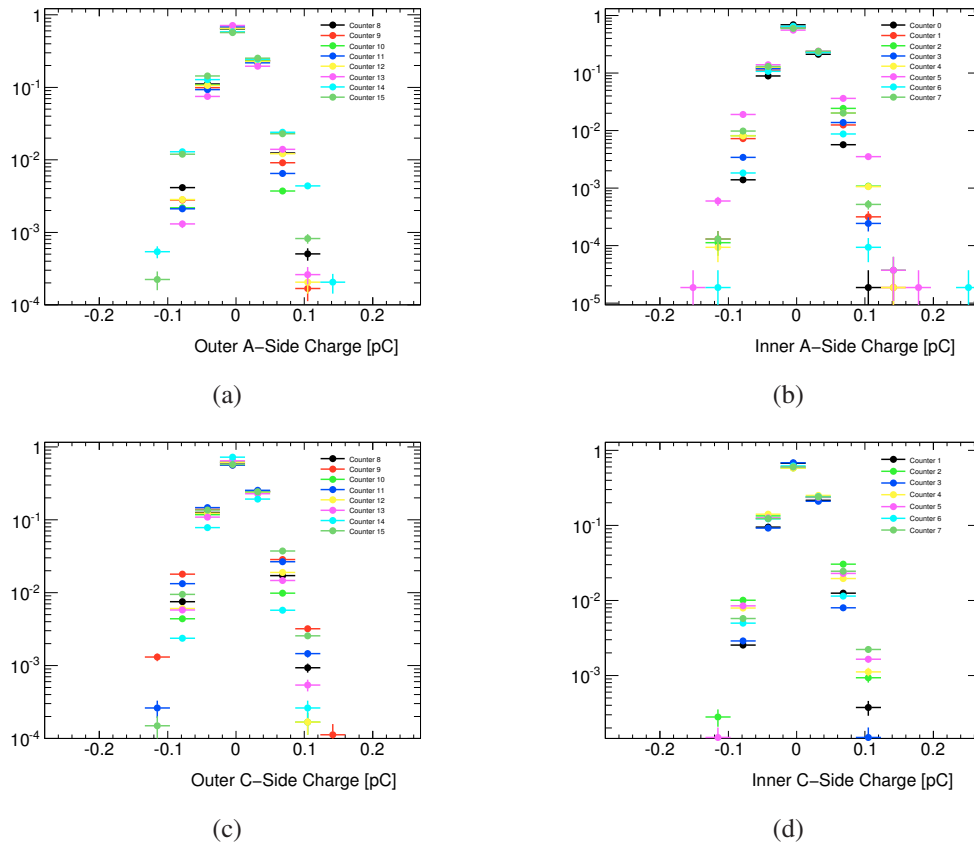 1
10⁻¹
10⁻²
10⁻³
10⁻⁴
-0.2 -0.1 0 0.1 0.2
Outer A−Side Charge [pC]
Counter 8
Counter 9
Counter 10
Counter 11
Counter 12
Counter 13
Counter 14
Counter 15
(a)
1
10⁻¹
10⁻²
10⁻³
10⁻⁴
10⁻⁵
-0.2 -0.1 0 0.1 0.2
Inner A−Side Charge [pC]
Counter 0
Counter 1
Counter 2
Counter 3
Counter 4
Counter 5
Counter 6
Counter 7
(b)
1
10⁻¹
10⁻²
10⁻³
10⁻⁴
-0.2 -0.1 0 0.1 0.2
Outer C−Side Charge [pC]
Counter 8
Counter 9
Counter 10
Counter 11
Counter 12
Counter 13
Counter 14
Counter 15
(c)
1
10⁻¹
10⁻²
10⁻³
-0.2 -0.1 0 0.1 0.2
Inner C−Side Charge [pC]
Counter 1
Counter 2
Counter 3
Counter 4
Counter 5
Counter 6
Counter 7
(d)